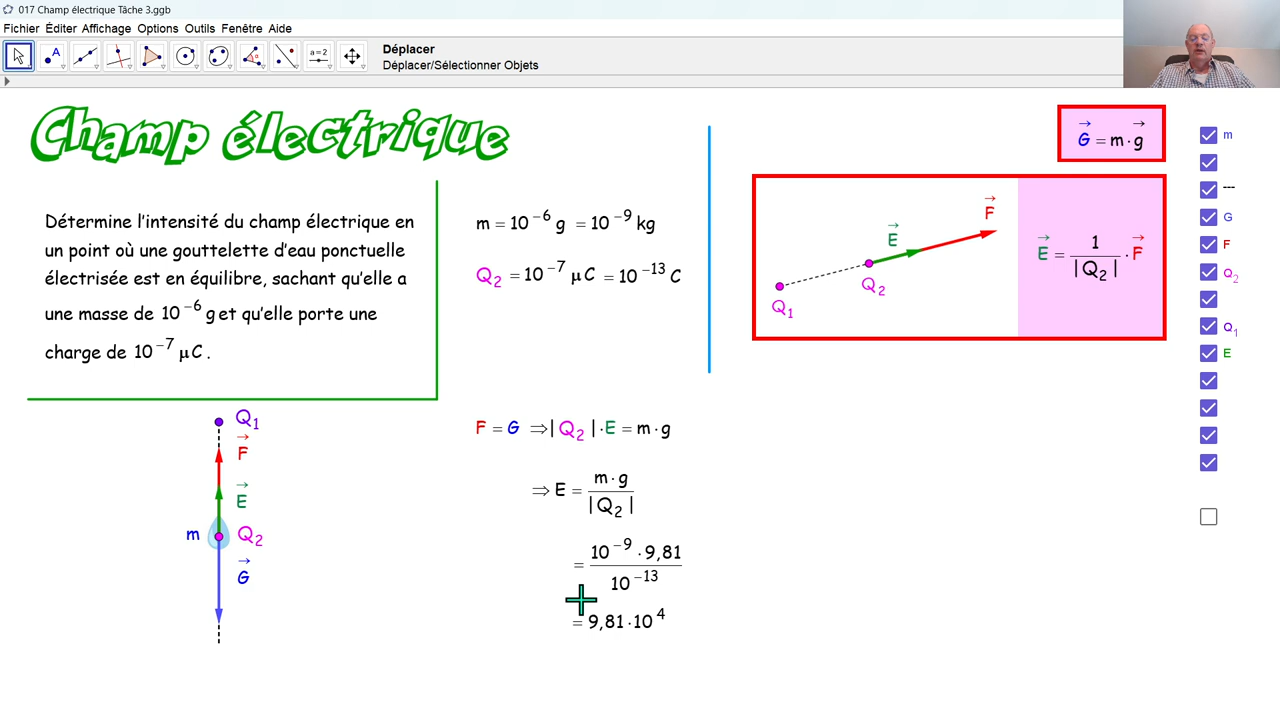 017 Champ électrique Tâche 3.ggb
Fichier Éditer Affichage Options Outils Fenêtre Aide
A
a=2
Déplacer
Déplacer/Sélectionner Objets
Champ électrique
Détermine l'intensité du champ électrique en
un point où une gouttelette d'eau ponctuelle
électrisée est en équilibre, sachant qu'elle a
une masse de 10⁻⁶ g et qu'elle porte une
charge de 10⁻⁷ μC .
m = 10⁻⁶ g = 10⁻⁹ kg
Q₂ = 10⁻⁷ μC = 10⁻¹³ C
G⃗ = m · g⃗
F⃗
E⃗
Q₂
Q₁
E⃗ = 1 / |Q₂| · F⃗
Q₁
F⃗
E⃗
m Q₂
G⃗
F = G ⇒ |Q₂| · E = m · g
⇒ E = m · g / |Q₂|
= 10⁻⁹ · 9,81 / 10⁻¹³
= 9,81 · 10⁴
m
---
G
F
Q₂
Q₁
E